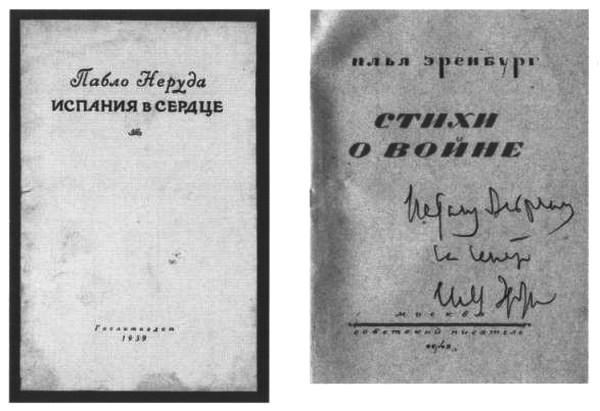 Пабло Неруда
ИСПАНИЯ в СЕРДЦЕ
Гослитиздат
1939
илья эренбург
СТИХИ
О ВОЙНЕ
москва
советский писатель